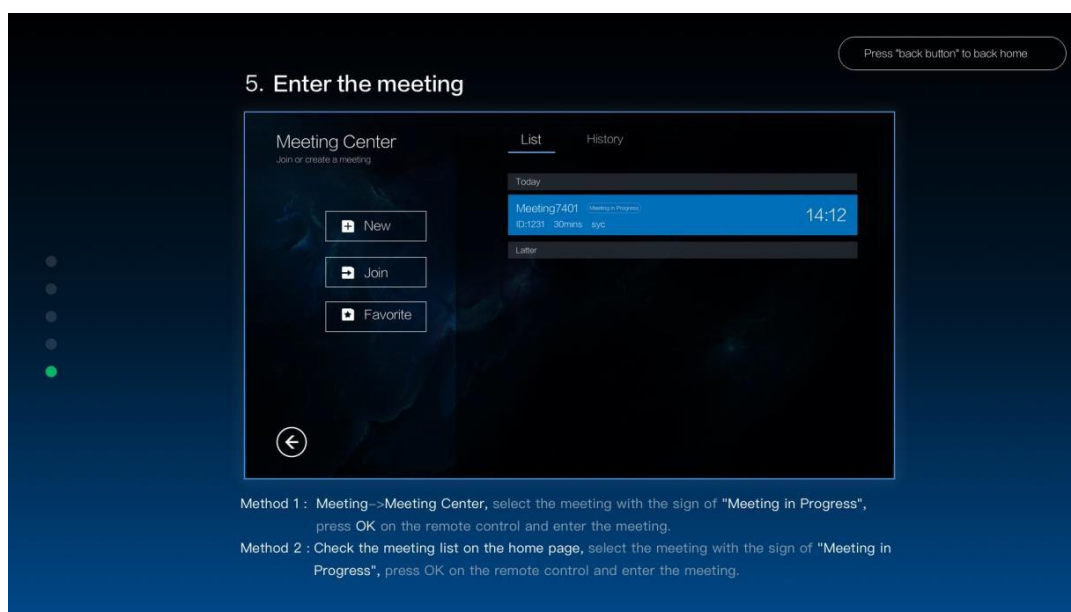 Press "back button" to back home
5. Enter the meeting
Meeting Center
Join or create a meeting
List History
Today
Meeting7401 Meeting in Progress
ID:1231 30mins syc
14:12
Latter
New
Join
Favorite
Method 1 : Meeting->Meeting Center, select the meeting with the sign of "Meeting in Progress",
press OK on the remote control and enter the meeting.
Method 2 : Check the meeting list on the home page, select the meeting with the sign of "Meeting in
Progress", press OK on the remote control and enter the meeting.